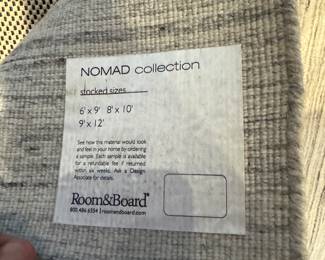 NOMAD collection
stocked sizes
6' x 9'  8' x 10'
9' x 12'
See how this material would look
and feel in your home by ordering
a sample. Each sample is available
for a refundable fee if returned
within six weeks. Ask a Design
Associate for details.
Room&Board®
800.486.6554 | roomandboard.com